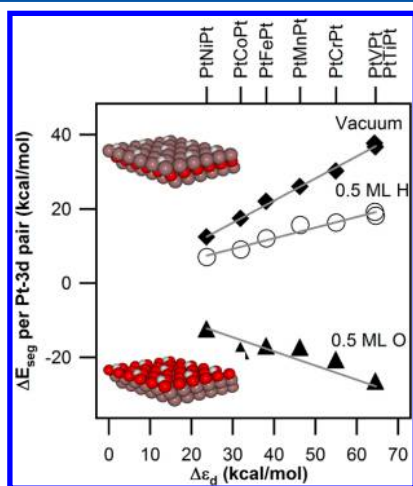 PtNiPt
PtCoPt
PtFePt
PtMnPt
PtCrPt
PtVPt
PtTiPt
Vacuum
0.5 ML H
0.5 ML O
40
20
0
-20
ΔEseg per Pt-3d pair (kcal/mol)
0 10 20 30 40 50 60 70
Δεd (kcal/mol)